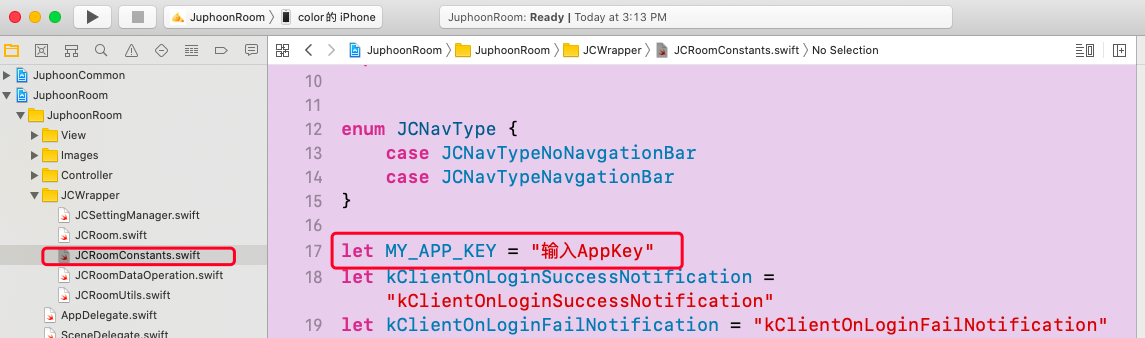 JuphoonRoom
color的 iPhone
JuphoonRoom: Ready | Today at 3:13 PM
JuphoonRoom
JuphoonRoom
JCWrapper
JCRoomConstants.swift
No Selection
JuphoonCommon
JuphoonRoom
JuphoonRoom
View
Images
Controller
JCWrapper
JCSettingManager.swift
JCRoom.swift
JCRoomConstants.swift
JCRoomDataOperation.swift
JCRoomUtils.swift
AppDelegate.swift
SceneDelegate.swift
10
11
12 enum JCNavType {
13 case JCNavTypeNoNavgationBar
14 case JCNavTypeNavgationBar
15 }
16
17 let MY_APP_KEY = "输入AppKey"
18 let kClientOnLoginSuccessNotification =
"kClientOnLoginSuccessNotification"
19 let kClientOnLoginFailNotification = "kClientOnLoginFailNotification"